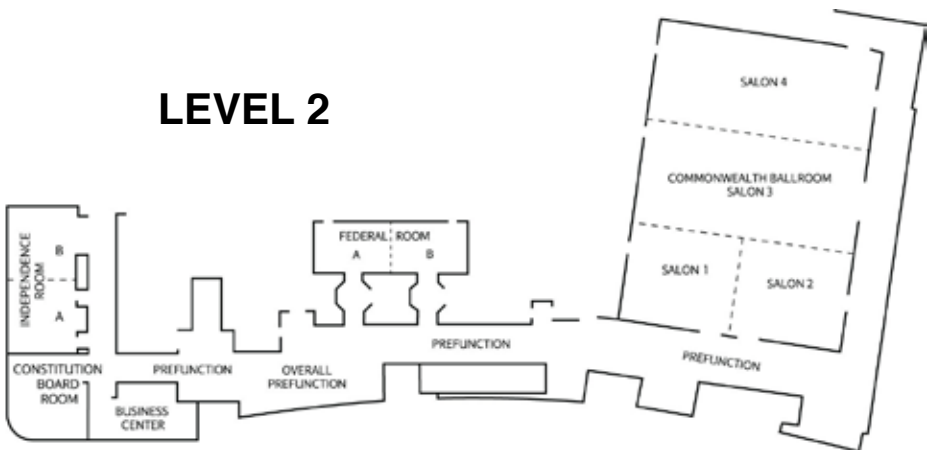 LEVEL 2
SALON 4
COMMONWEALTH BALLROOM
SALON 3
SALON 1
SALON 2
FEDERAL ROOM
A
B
INDEPENDENCE
ROOM
B
A
PREFUNCTION
PREFUNCTION
CONSTITUTION
BOARD
ROOM
PREFUNCTION
OVERALL
PREFUNCTION
BUSINESS
CENTER